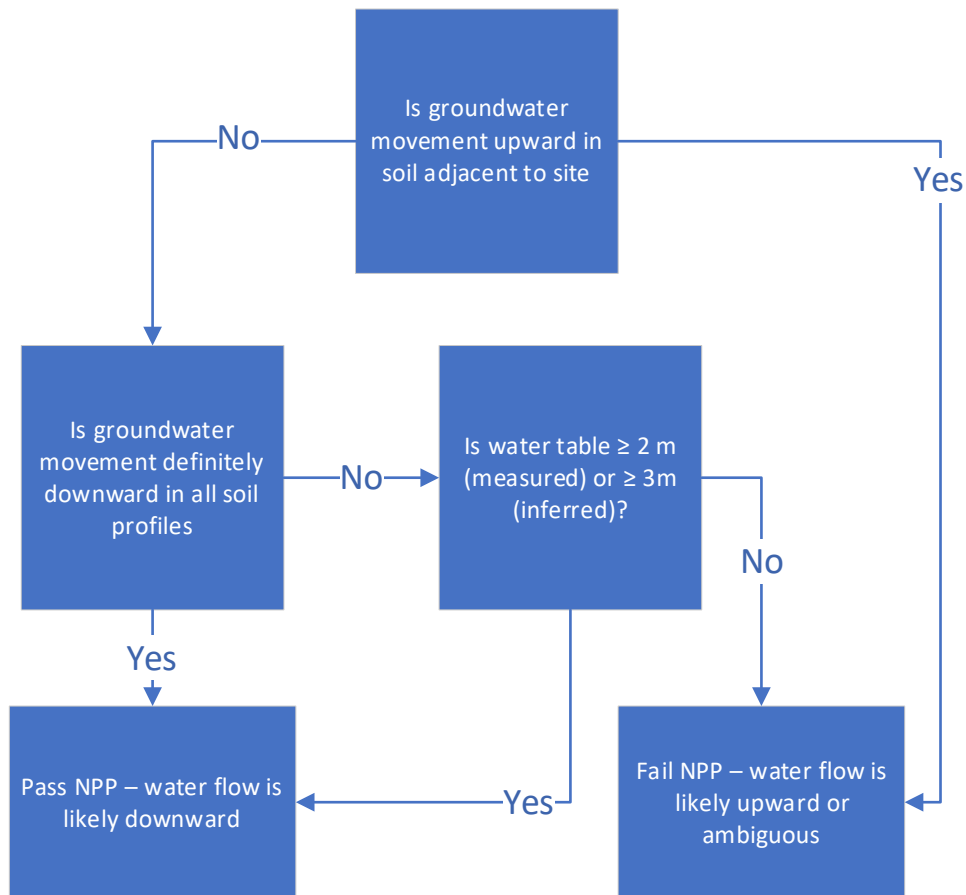 Is groundwater
movement upward in
soil adjacent to site
No
Yes
Is groundwater
movement definitely
downward in all soil
profiles
No
Is water table ≥ 2 m
(measured) or ≥ 3m
(inferred)?
No
Yes
Pass NPP – water flow is
likely downward
Yes
Fail NPP – water flow is
likely upward or
ambiguous